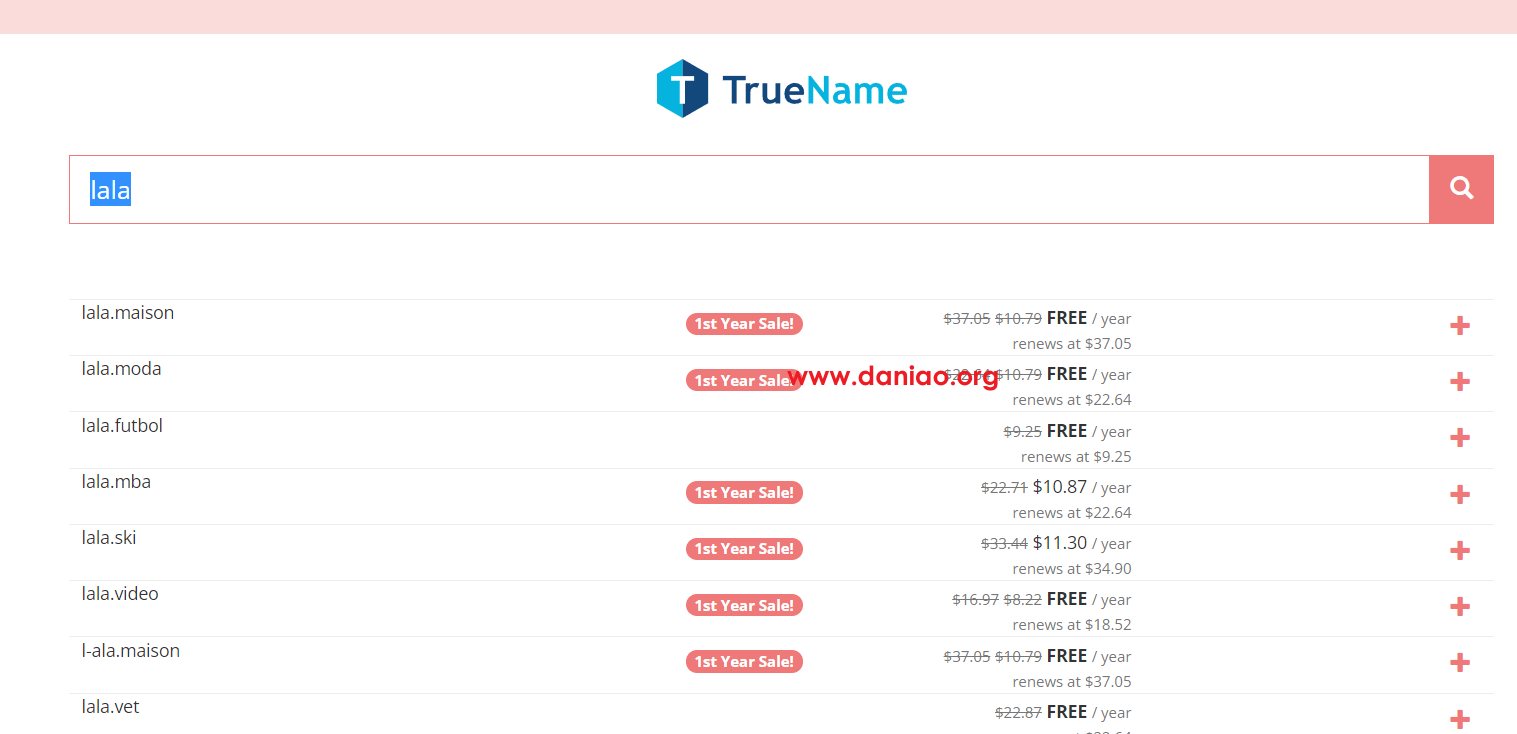 T TrueName
lala
lala.maison 1st Year Sale! $37.05 $10.79 FREE / year
renews at $37.05
lala.moda 1st Year Sale! $22.64 $10.79 FREE / year
www.daniao.org
renews at $22.64
lala.futbol $9.25 FREE / year
renews at $9.25
lala.mba 1st Year Sale! $22.71 $10.87 / year
renews at $22.64
lala.ski 1st Year Sale! $33.44 $11.30 / year
renews at $34.90
lala.video 1st Year Sale! $16.97 $8.22 FREE / year
renews at $18.52
l-ala.maison 1st Year Sale! $37.05 $10.79 FREE / year
renews at $37.05
lala.vet $22.87 FREE / year